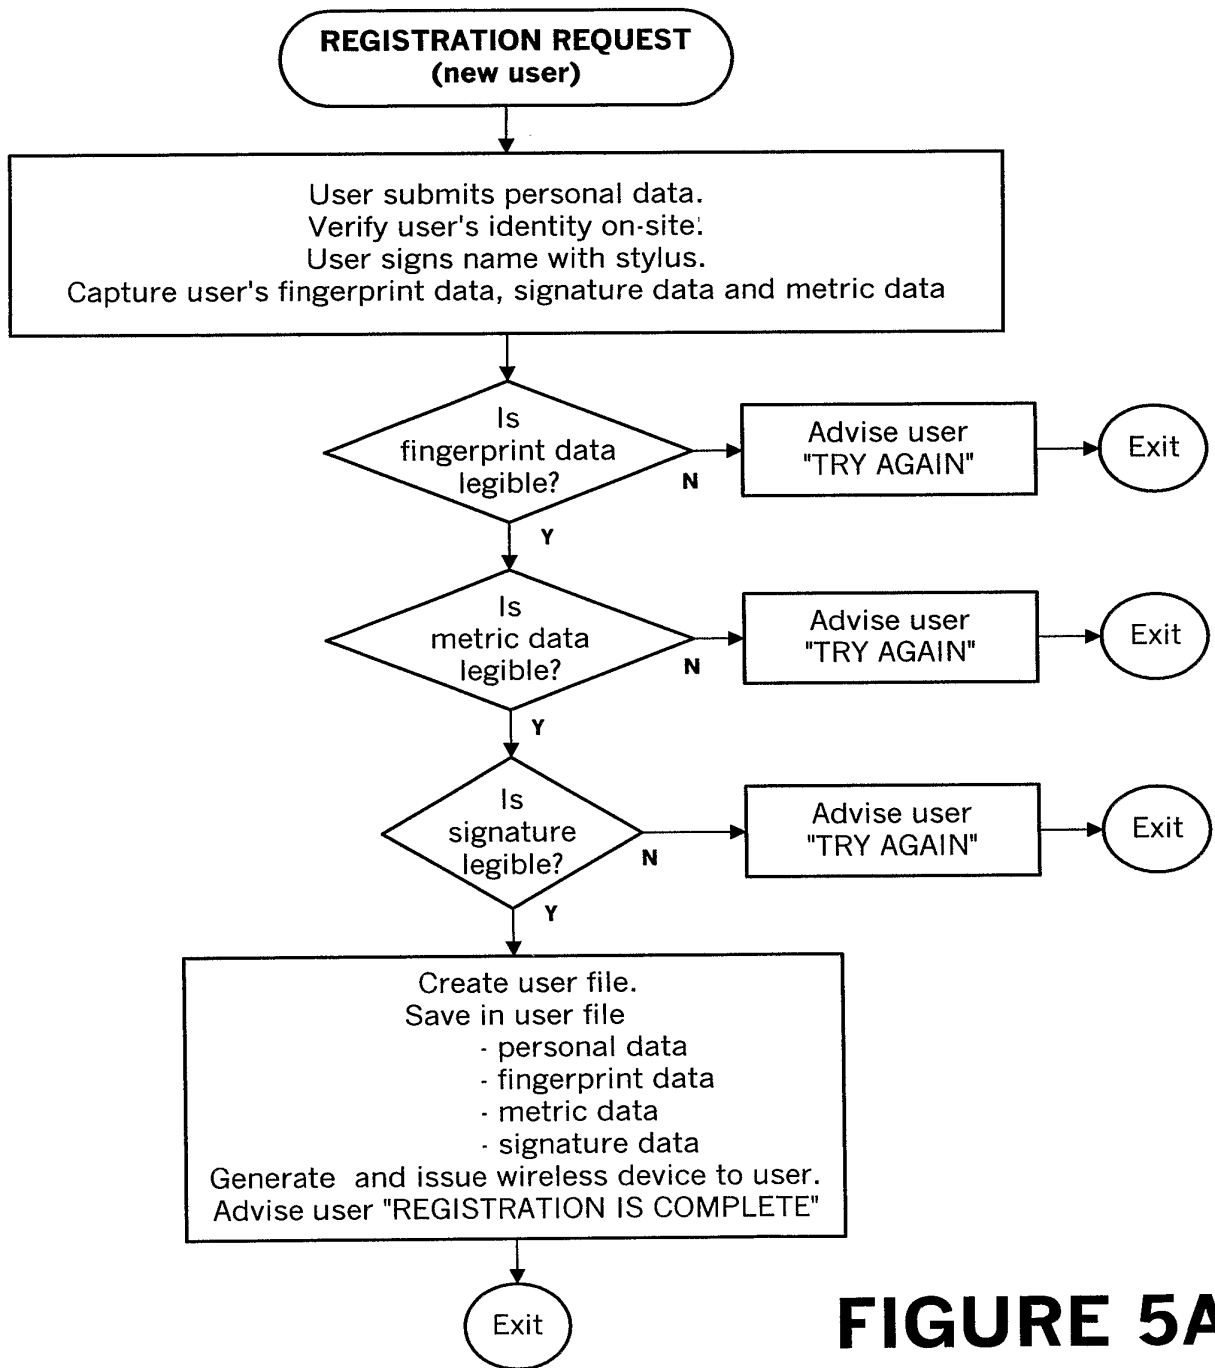 REGISTRATION REQUEST
(new user)
User submits personal data.
Verify user's identity on-site.
User signs name with stylus.
Capture user's fingerprint data, signature data and metric data
Is
fingerprint data
legible?
N
Y
Advise user
"TRY AGAIN"
Exit
Is
metric data
legible?
N
Y
Advise user
"TRY AGAIN"
Exit
Is
signature
legible?
N
Y
Advise user
"TRY AGAIN"
Exit
Create user file.
Save in user file
- personal data
- fingerprint data
- metric data
- signature data
Generate and issue wireless device to user.
Advise user "REGISTRATION IS COMPLETE"
Exit
FIGURE 5A